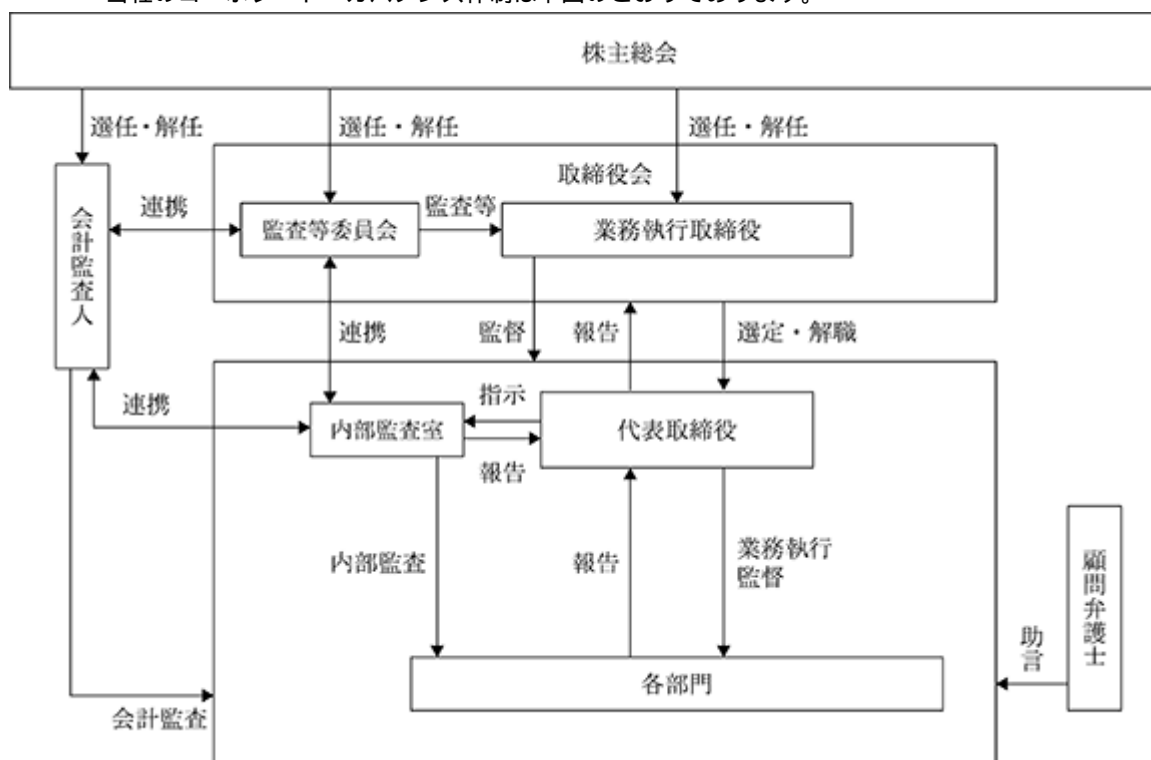 株主総会
選任・解任
選任・解任
選任・解任
取締役会
会計監査人
連携
監査等委員会
監査等
業務執行取締役
連携
監督
報告
選定・解職
連携
内部監査室
指示
報告
代表取締役
内部監査
報告
業務執行
監督
顧問弁護士
助言
各部門
会計監査